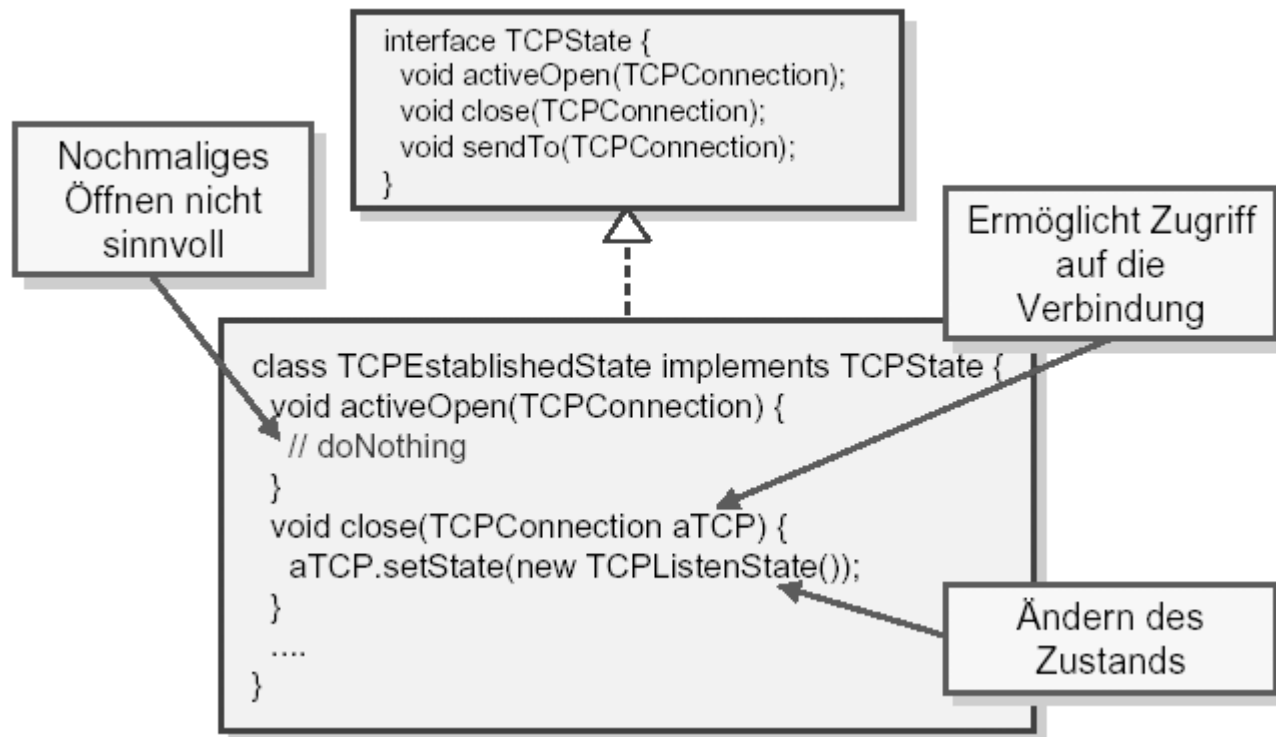 interface TCPState {
void activeOpen(TCPConnection);
void close(TCPConnection);
void sendTo(TCPConnection);
}
Nochmaliges
Öffnen nicht
sinnvoll
Ermöglicht Zugriff
auf die
Verbindung
class TCPEstablishedState implements TCPState {
void activeOpen(TCPConnection) {
// doNothing
}
void close(TCPConnection aTCP) {
aTCP.setState(new TCPListenState());
}
....
}
Ändern des
Zustands